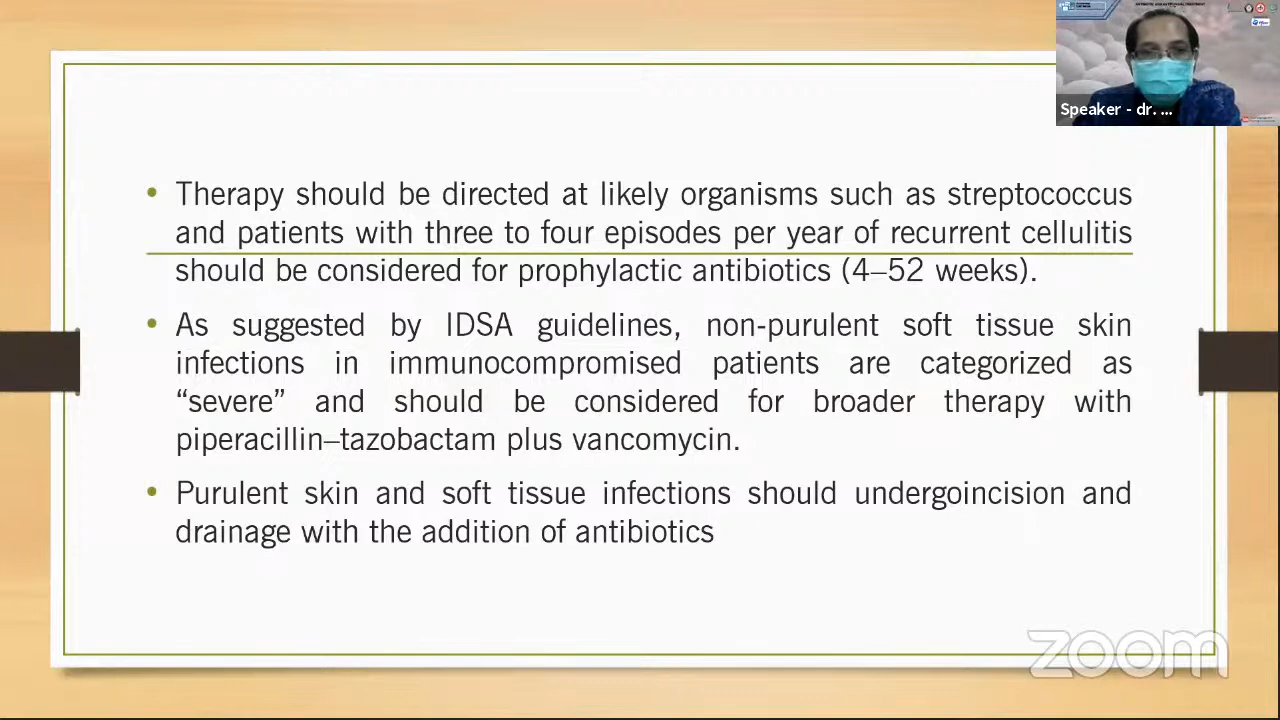 Speaker - dr. ...
• Therapy should be directed at likely organisms such as streptococcus
and patients with three to four episodes per year of recurrent cellulitis
should be considered for prophylactic antibiotics (4–52 weeks).
• As suggested by IDSA guidelines, non-purulent soft tissue skin
infections in immunocompromised patients are categorized as
“severe” and should be considered for broader therapy with
piperacillin–tazobactam plus vancomycin.
• Purulent skin and soft tissue infections should undergoincision and
drainage with the addition of antibiotics
zoom